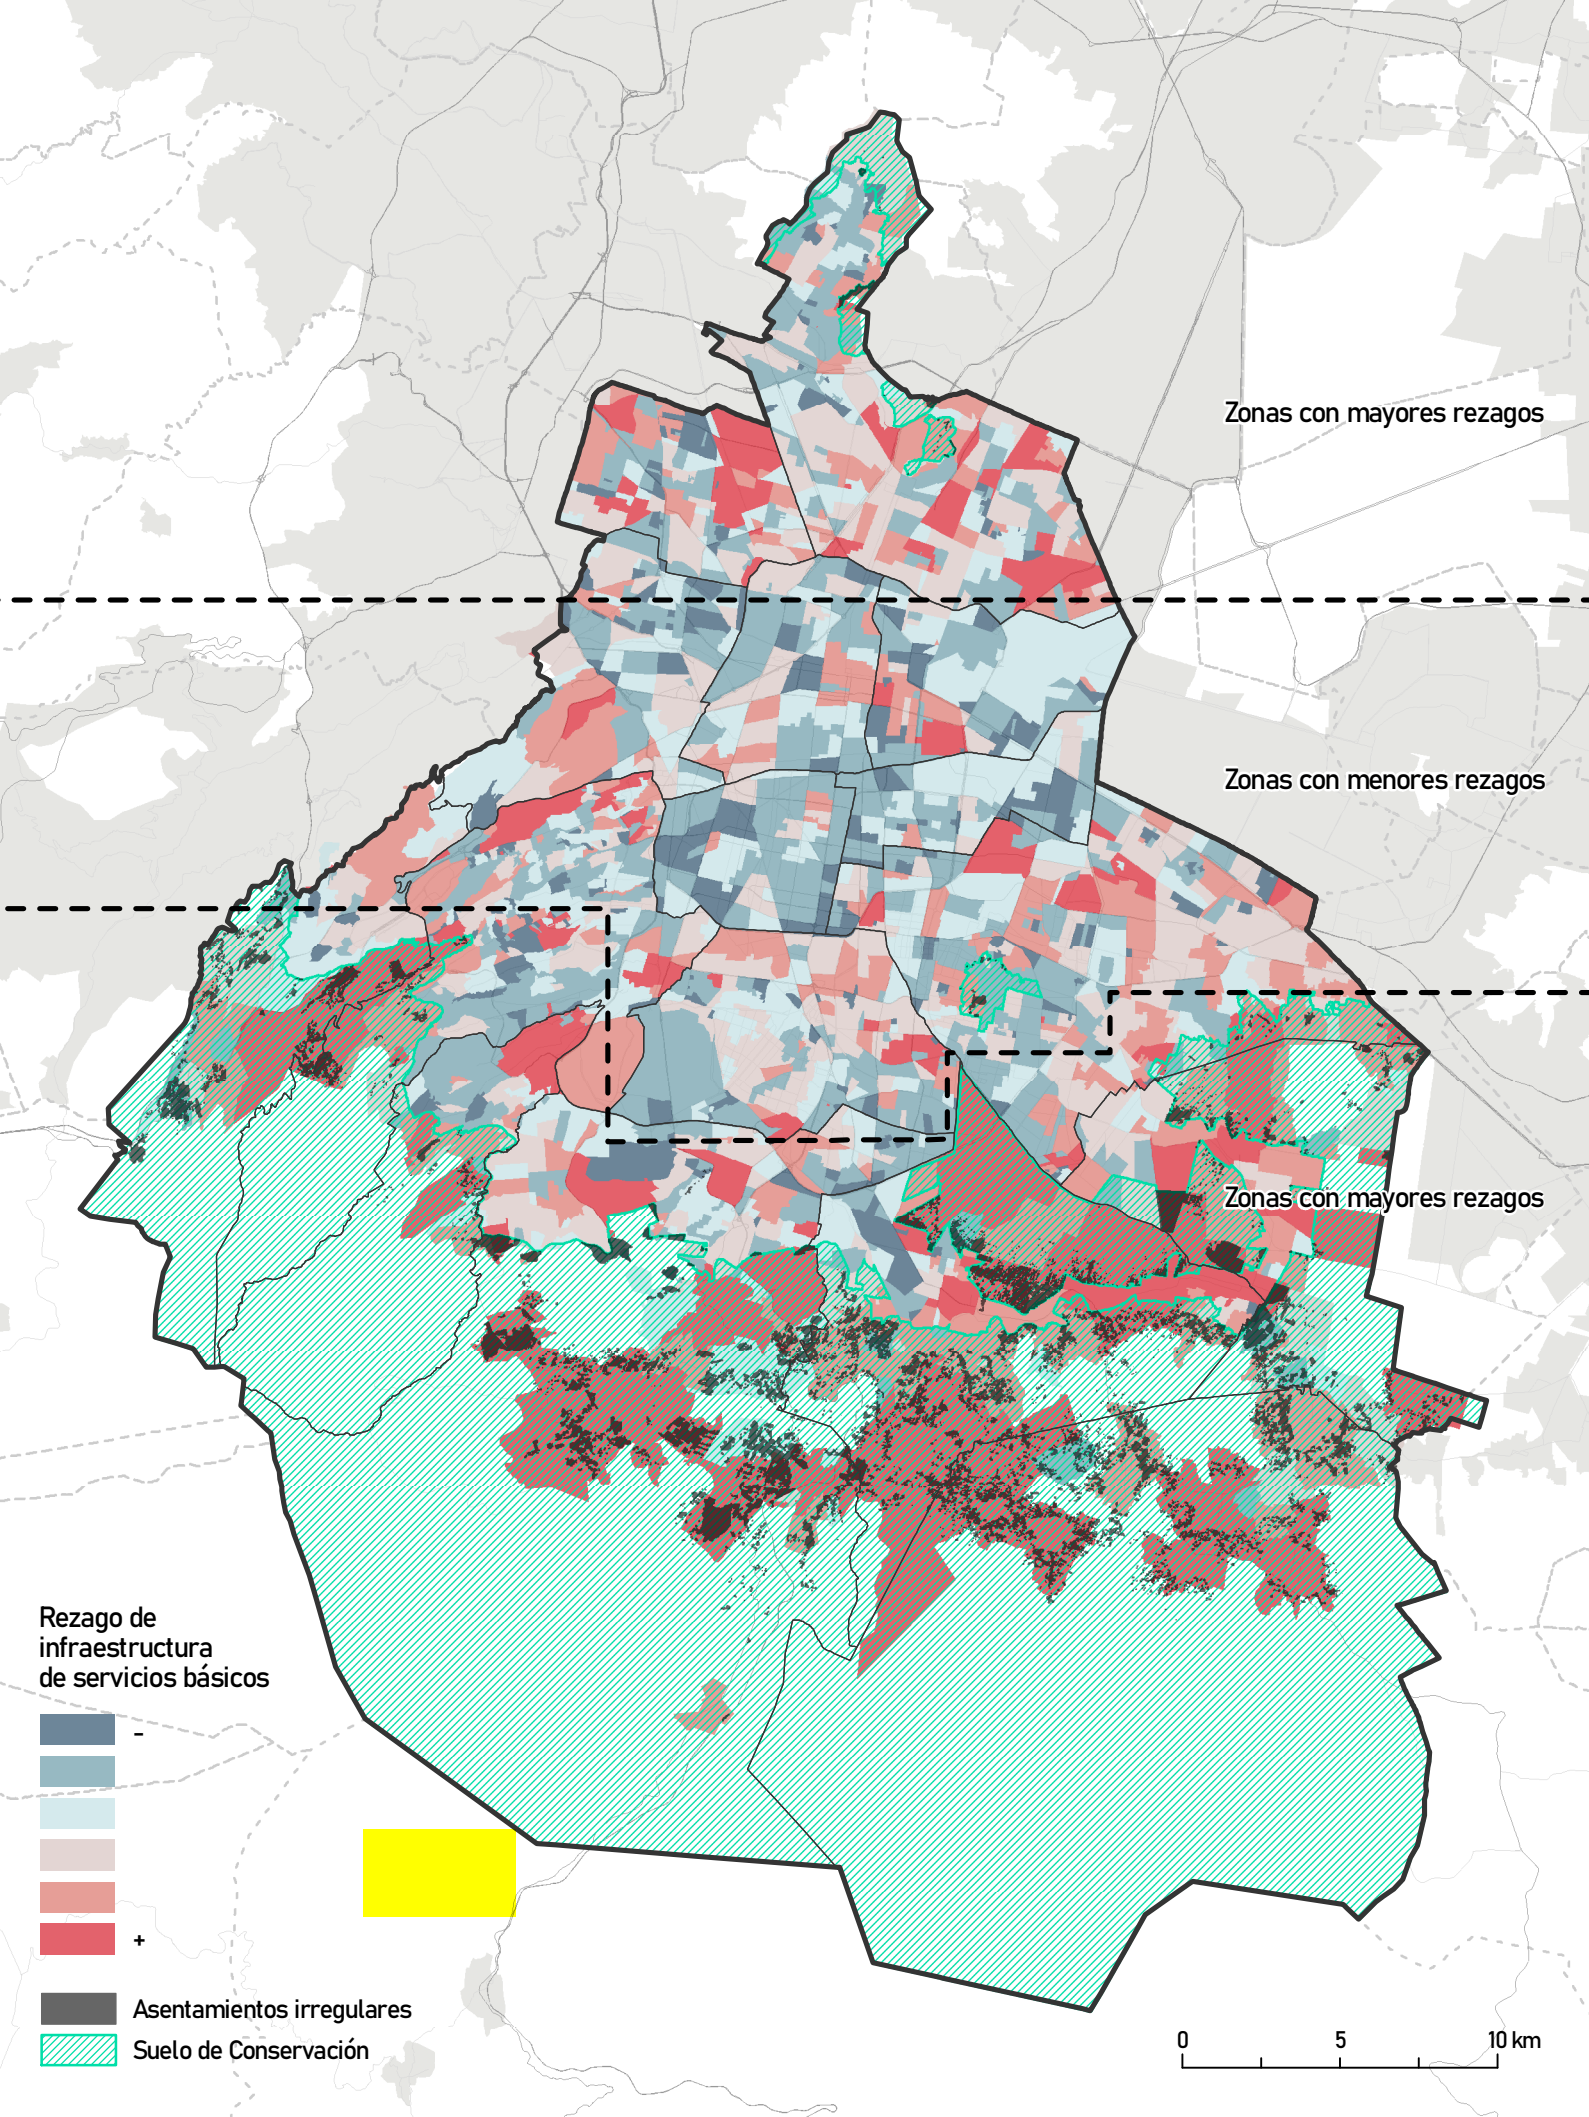 Zonas con mayores rezagos
Zonas con menores rezagos
Zonas con mayores rezagos
Rezago de
infraestructura
de servicios básicos
-
+
Asentamientos irregulares
Suelo de Conservación
0 5 10 km